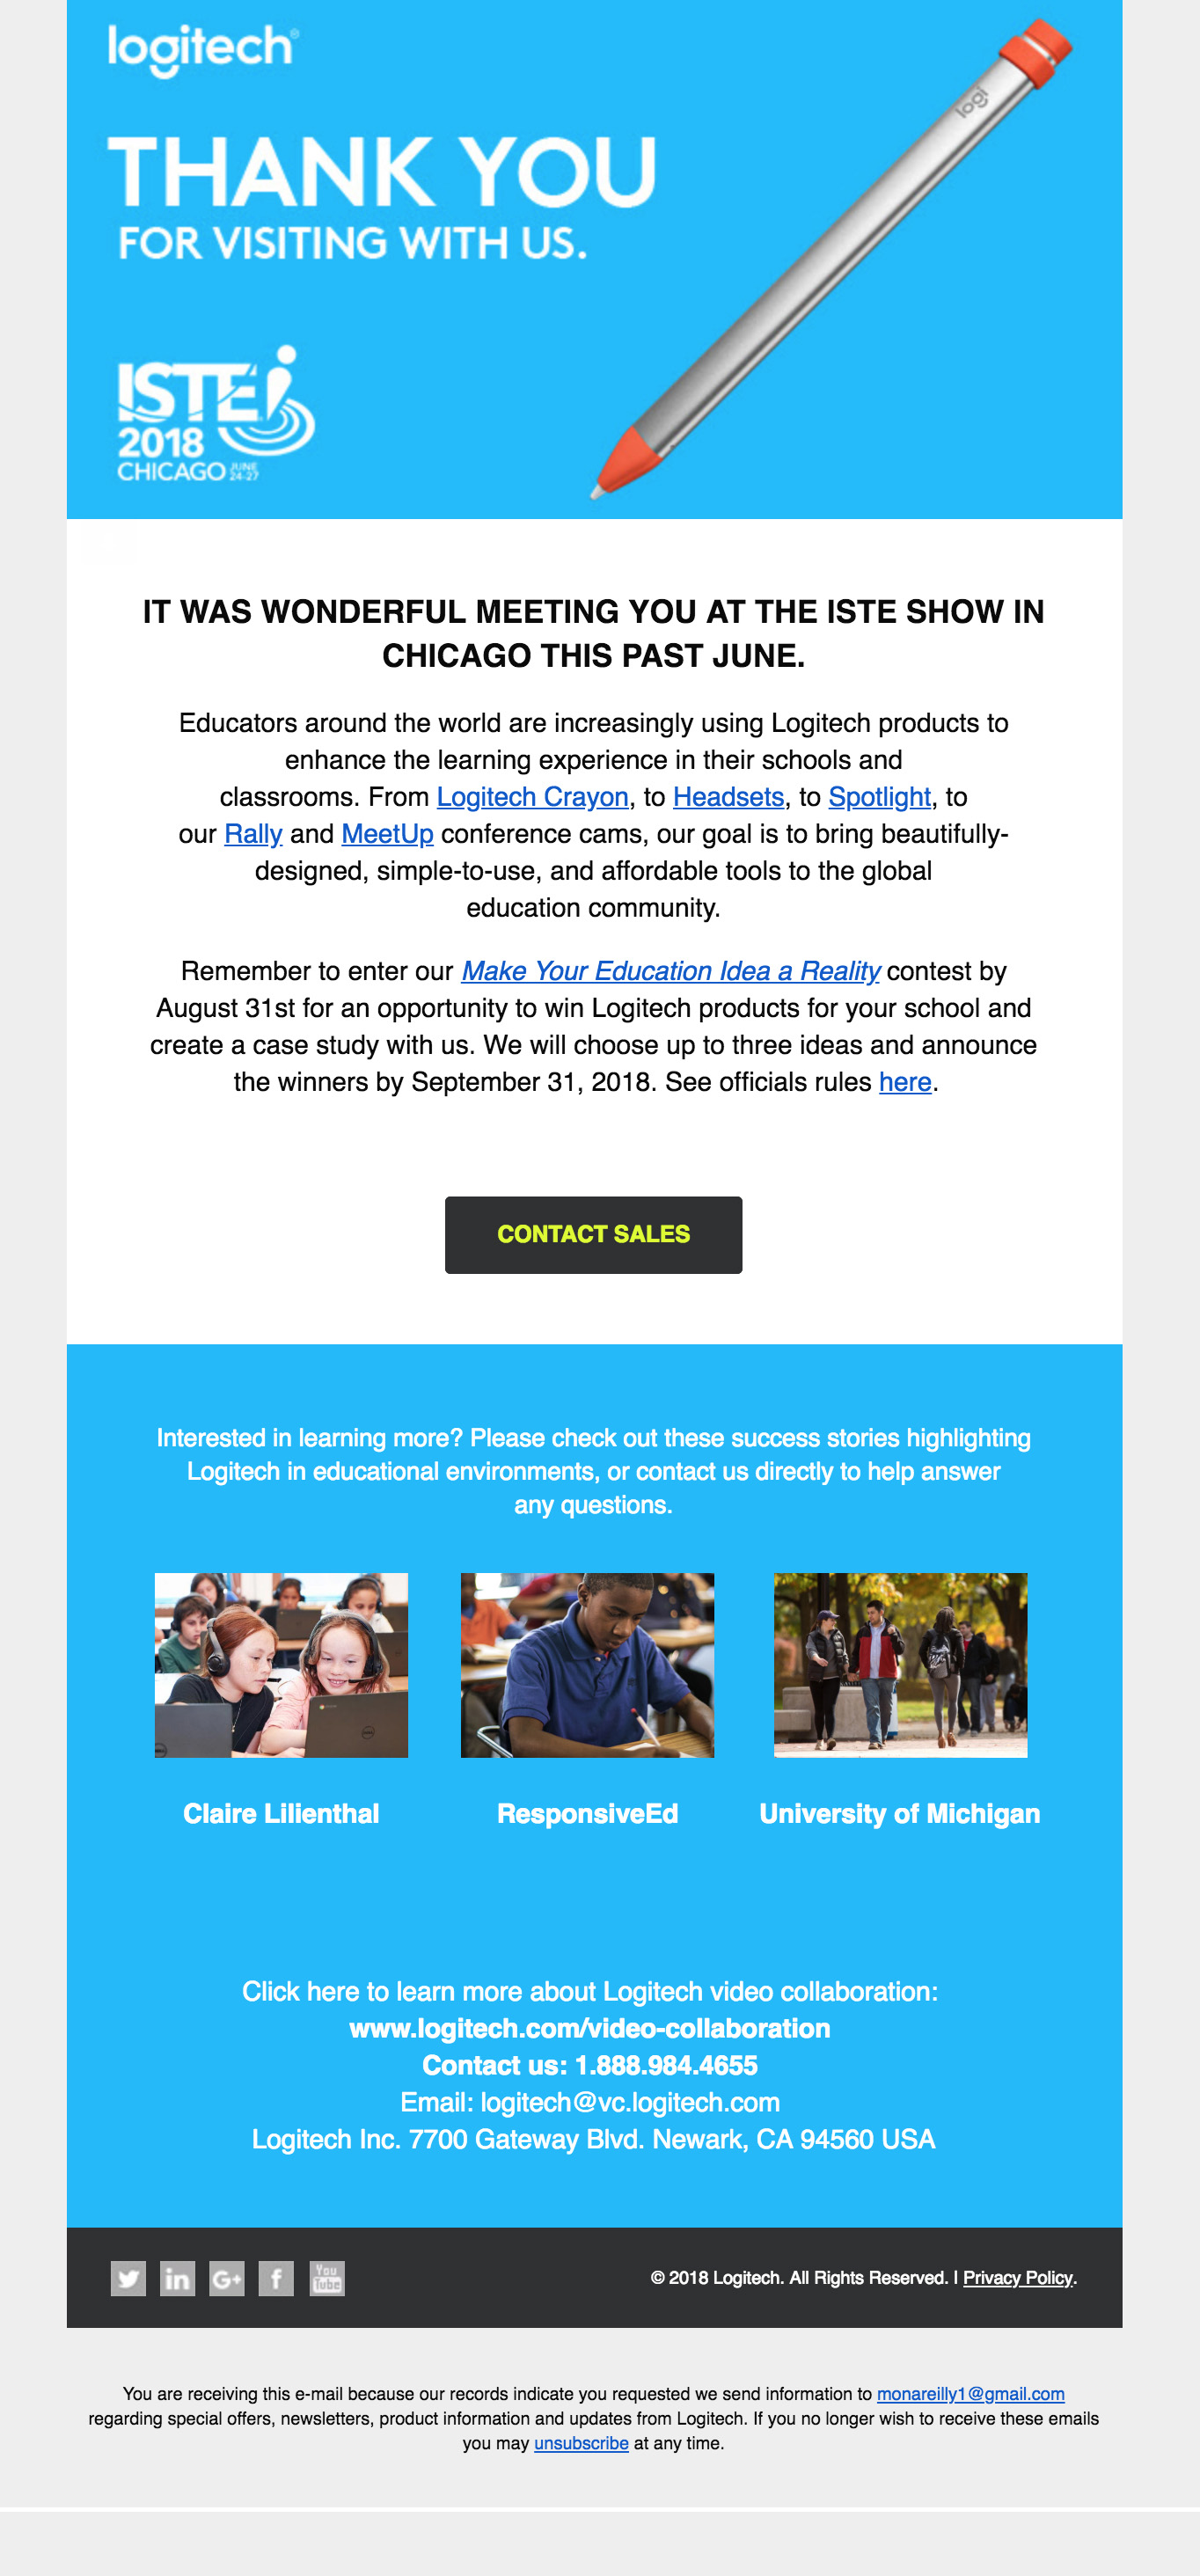 logitech®
logi
THANK YOU
FOR VISITING WITH US.
ISTE
2018
CHICAGO JUNE 24-27
IT WAS WONDERFUL MEETING YOU AT THE ISTE SHOW IN
CHICAGO THIS PAST JUNE.
Educators around the world are increasingly using Logitech products to
enhance the learning experience in their schools and
classrooms. From Logitech Crayon, to Headsets, to Spotlight, to
our Rally and MeetUp conference cams, our goal is to bring beautifully-
designed, simple-to-use, and affordable tools to the global
education community.
Remember to enter our Make Your Education Idea a Reality contest by
August 31st for an opportunity to win Logitech products for your school and
create a case study with us. We will choose up to three ideas and announce
the winners by September 31, 2018. See officials rules here.
CONTACT SALES
Interested in learning more? Please check out these success stories highlighting
Logitech in educational environments, or contact us directly to help answer
any questions.
Claire Lilienthal
ResponsiveEd
University of Michigan
Click here to learn more about Logitech video collaboration:
www.logitech.com/video-collaboration
Contact us: 1.888.984.4655
Email: logitech@vc.logitech.com
Logitech Inc. 7700 Gateway Blvd. Newark, CA 94560 USA
in G+ f You Tube
© 2018 Logitech. All Rights Reserved. | Privacy Policy.
You are receiving this e-mail because our records indicate you requested we send information to monareilly1@gmail.com
regarding special offers, newsletters, product information and updates from Logitech. If you no longer wish to receive these emails
you may unsubscribe at any time.